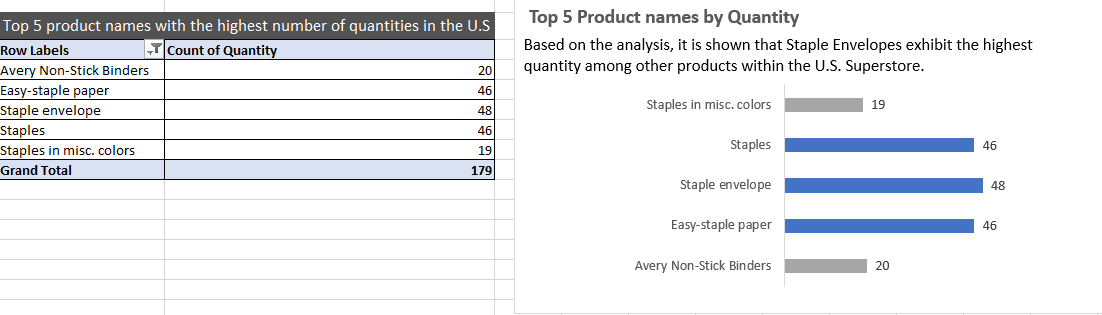 Top 5 product names with the highest number of quantities in the U.S
Row Labels Count of Quantity
Avery Non-Stick Binders 20
Easy-staple paper 46
Staple envelope 48
Staples 46
Staples in misc. colors 19
Grand Total 179
Top 5 Product names by Quantity
Based on the analysis, it is shown that Staple Envelopes exhibit the highest
quantity among other products within the U.S. Superstore.
Staples in misc. colors 19
Staples 46
Staple envelope 48
Easy-staple paper 46
Avery Non-Stick Binders 20